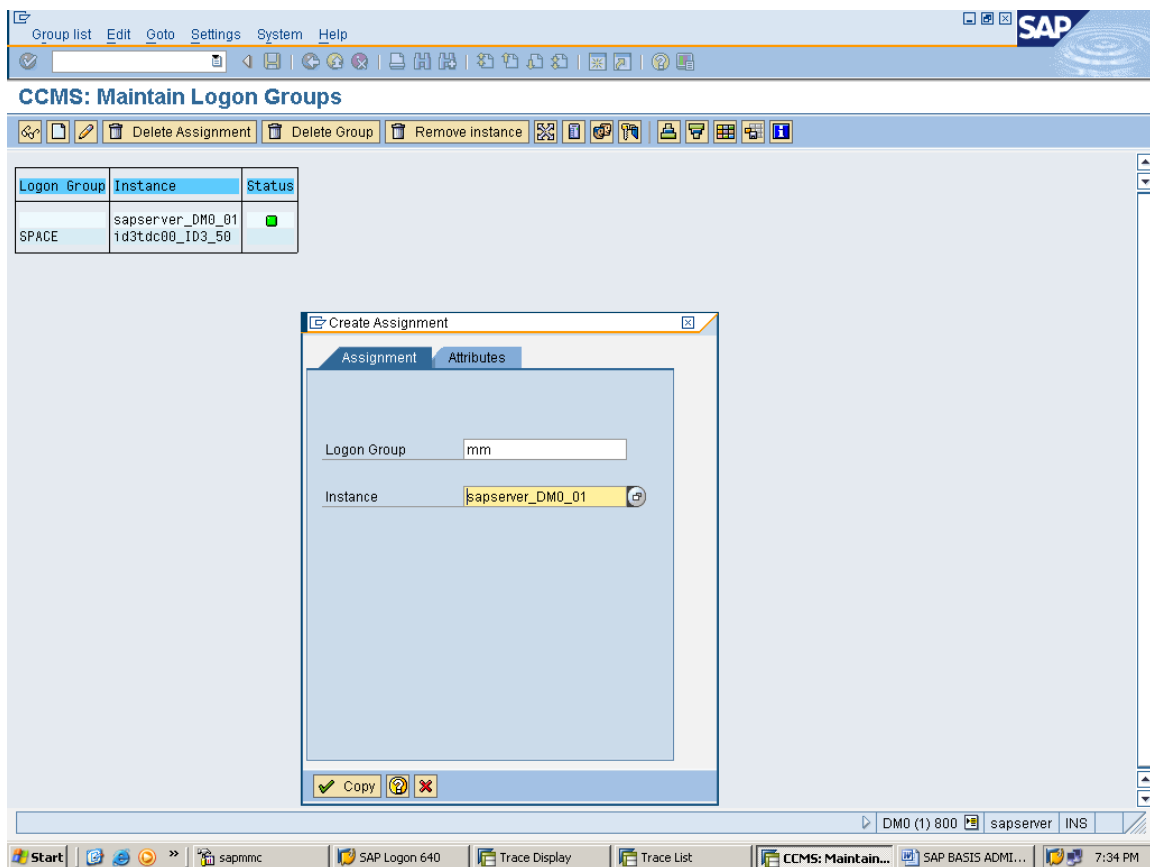 Group list Edit Goto Settings System Help
SAP
CCMS: Maintain Logon Groups
Delete Assignment Delete Group Remove instance
Logon Group Instance Status
sapserver_DM0_01
SPACE id3tdc00_ID3_50
Create Assignment
Assignment Attributes
Logon Group mm
Instance sapserver_DM0_01
Copy
DM0 (1) 800 sapserver INS
Start » sapmmc SAP Logon 640 Trace Display Trace List CCMS: Maintain... SAP BASIS ADMI... 7:34 PM